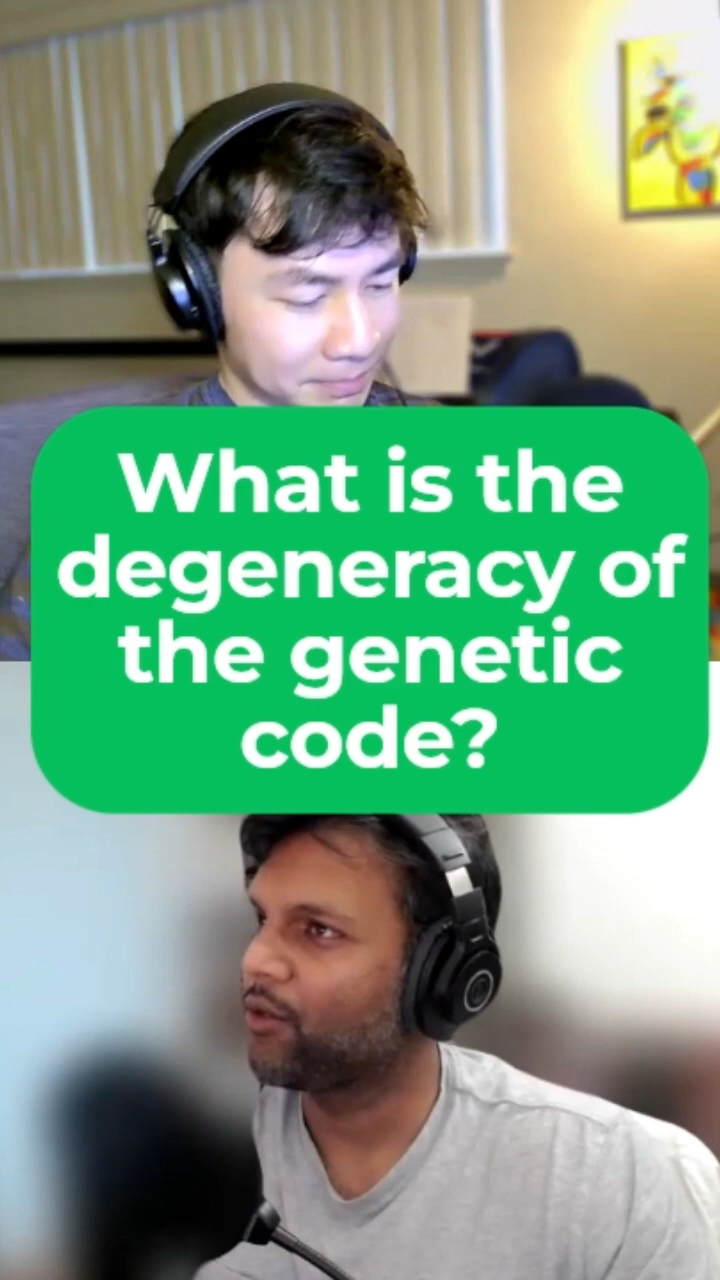 What is the
degeneracy of
the genetic
code?